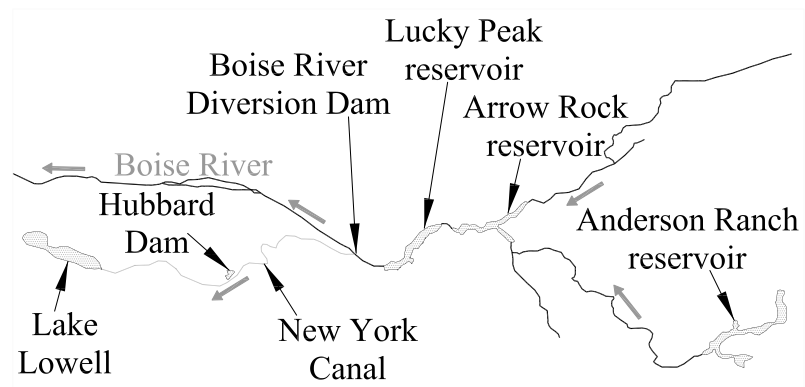 Lucky Peak
reservoir
Boise River
Diversion Dam
Arrow Rock
reservoir
Boise River
Hubbard
Dam
Anderson Ranch
reservoir
Lake
Lowell
New York
Canal